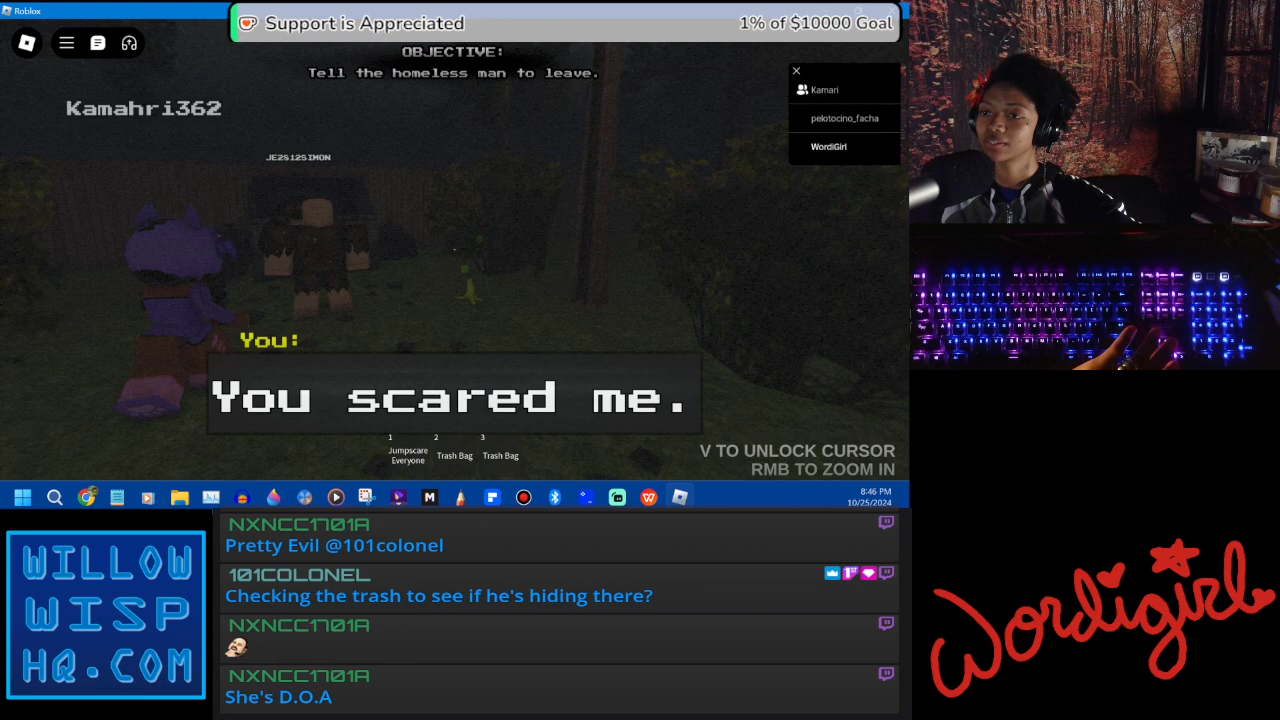 Roblox
Support is Appreciated
1% of $10000 Goal
OBJECTIVE:
Tell the homeless man to leave.
Kamahri362
JE2812SIMON
Kamari
pelotocino_facha
WordiGirl
You:
You scared me.
1
Jumpscare
Everyone
2
Trash Bag
3
Trash Bag
V TO UNLOCK CURSOR
RMB TO ZOOM IN
8:46 PM
10/25/2024
NXNCC1701A
Pretty Evil @101colonel
101COLONEL
Checking the trash to see if he's hiding there?
NXNCC1701A
NXNCC1701A
She's D.O.A
WILLOW
WISP
HQ.COM
Wordigirl